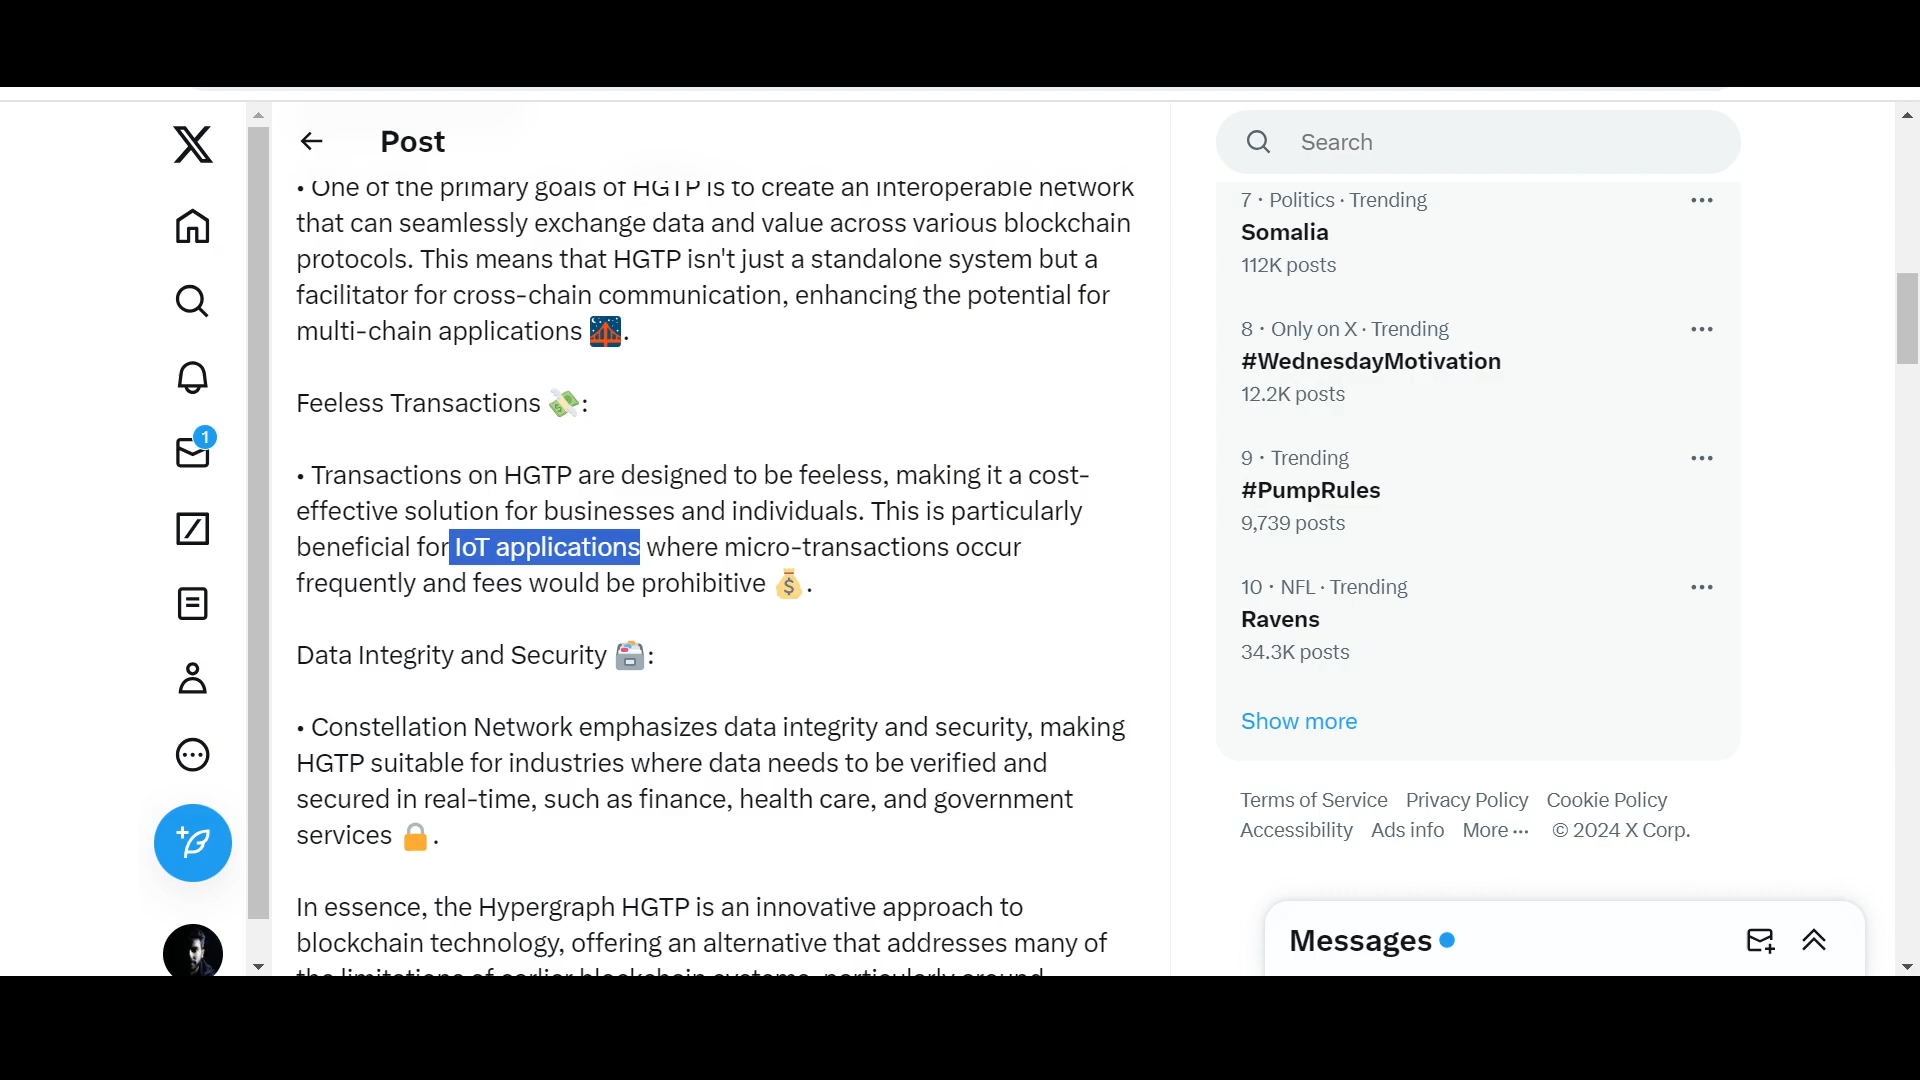 Post
• One of the primary goals of HGTP is to create an interoperable network
that can seamlessly exchange data and value across various blockchain
protocols. This means that HGTP isn't just a standalone system but a
facilitator for cross-chain communication, enhancing the potential for
multi-chain applications 🌉.
Feeless Transactions 💸:
• Transactions on HGTP are designed to be feeless, making it a cost-
effective solution for businesses and individuals. This is particularly
beneficial for IoT applications where micro-transactions occur
frequently and fees would be prohibitive 💰.
Data Integrity and Security 🗃️:
• Constellation Network emphasizes data integrity and security, making
HGTP suitable for industries where data needs to be verified and
secured in real-time, such as finance, health care, and government
services 🔒.
In essence, the Hypergraph HGTP is an innovative approach to
blockchain technology, offering an alternative that addresses many of
the limitations of earlier blockchain systems, particularly around
1
Search
7 · Politics · Trending
Somalia
112K posts
8 · Only on X · Trending
#WednesdayMotivation
12.2K posts
9 · Trending
#PumpRules
9,739 posts
10 · NFL · Trending
Ravens
34.3K posts
Show more
Terms of Service Privacy Policy Cookie Policy
Accessibility Ads info More ··· © 2024 X Corp.
Messages